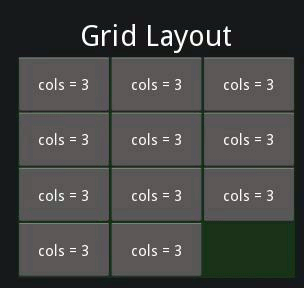 Grid Layout
cols = 3 cols = 3 cols = 3
cols = 3 cols = 3 cols = 3
cols = 3 cols = 3 cols = 3
cols = 3 cols = 3